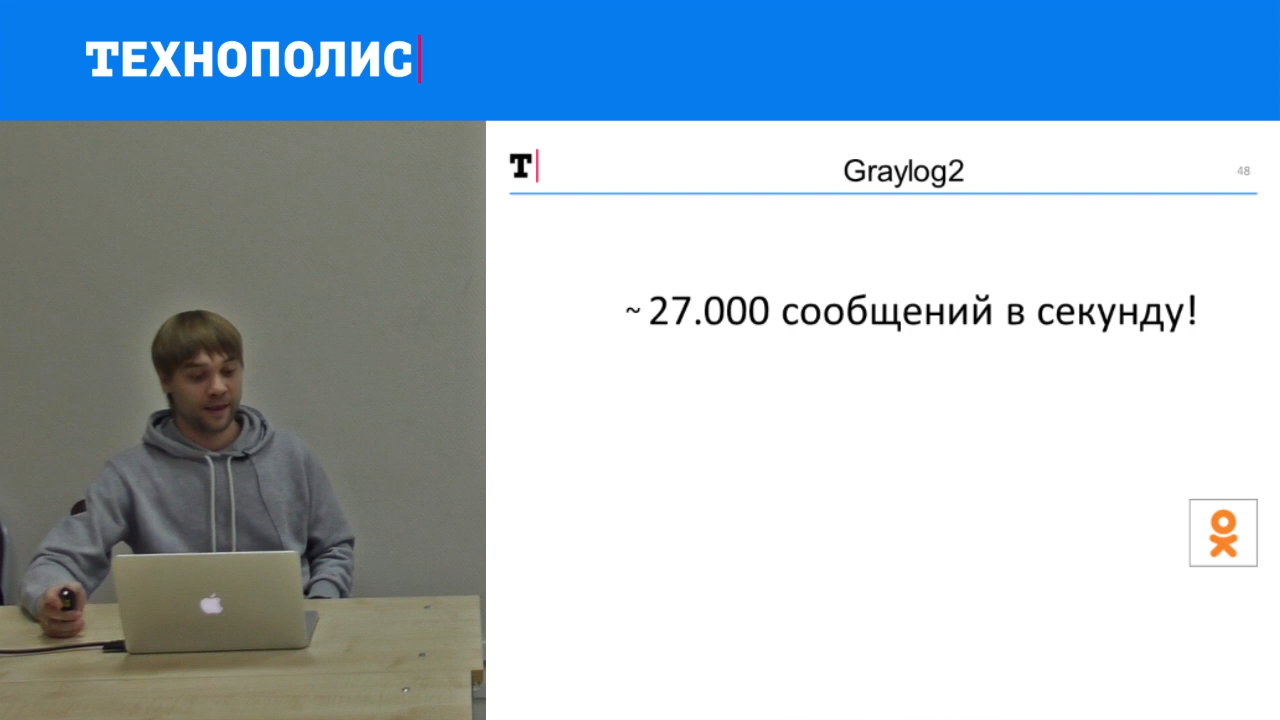 ТЕХНОПОЛИС
Т
Graylog2
48
~ 27.000 сообщений в секунду!